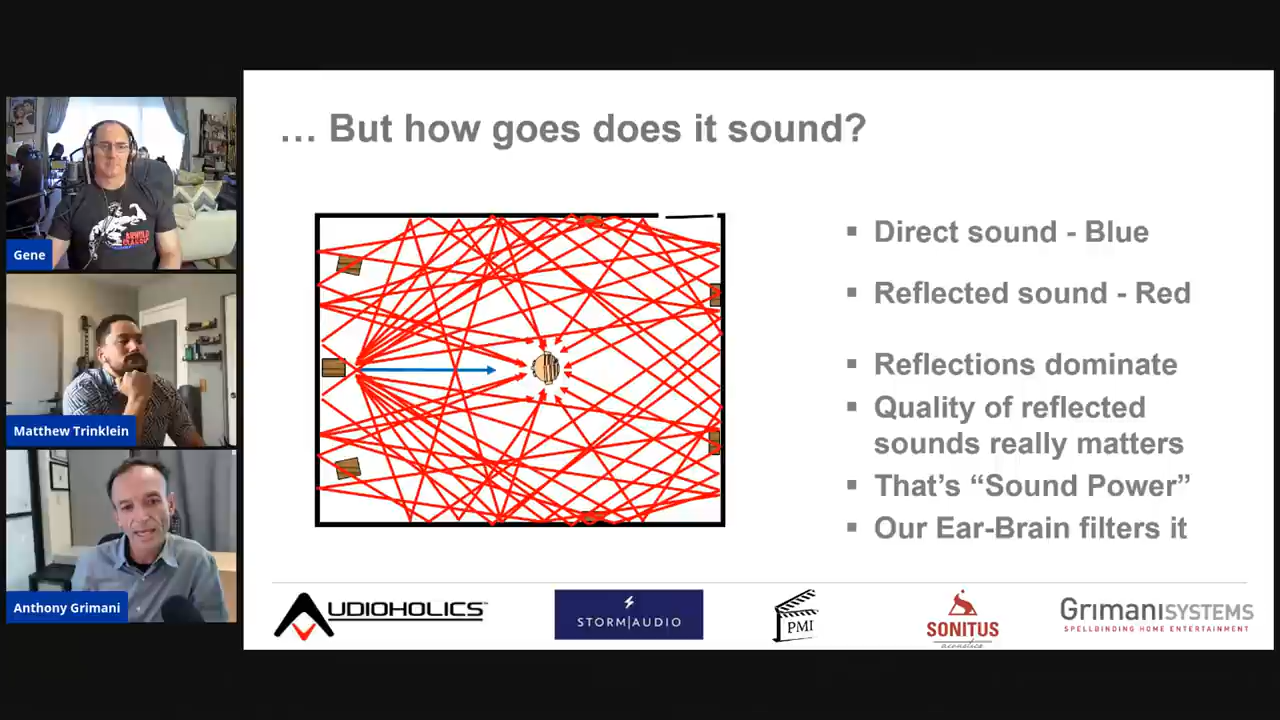 … But how goes does it sound?
Gene
Matthew Trinklein
Anthony Grimani
▪ Direct sound - Blue
▪ Reflected sound - Red
▪ Reflections dominate
▪ Quality of reflected
sounds really matters
▪ That's “Sound Power”
▪ Our Ear-Brain filters it
AUDIOHOLICS
STORM|AUDIO
PMI
SONITUS
acoustics
GRIMANISYSTEMS
SPELLBINDING HOME ENTERTAINMENT